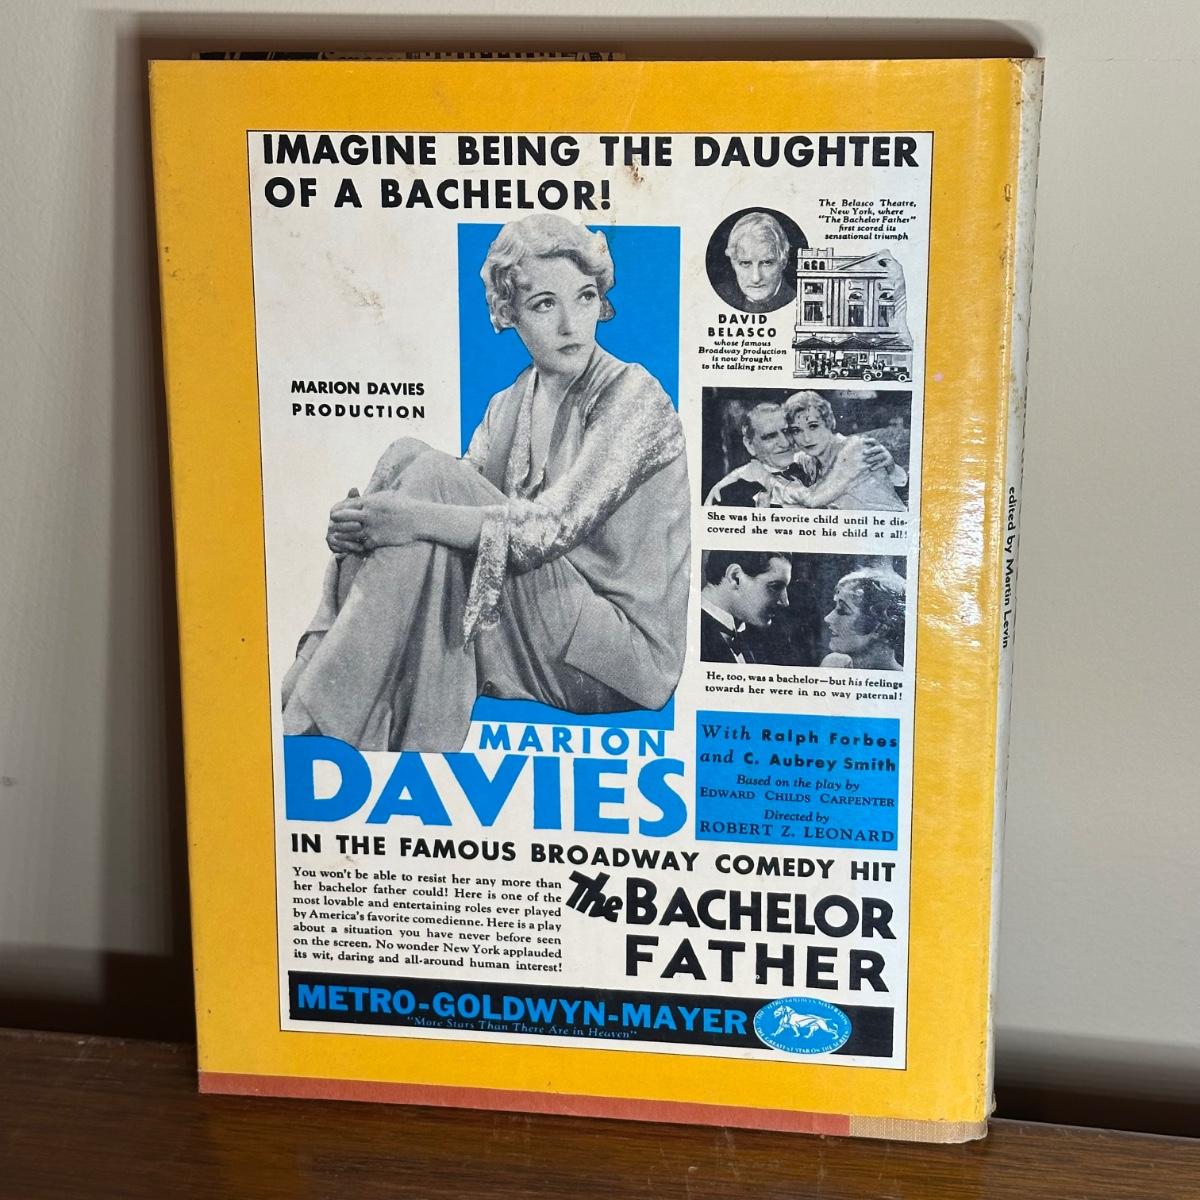 IMAGINE BEING THE DAUGHTER
OF A BACHELOR!
The Belasco Theatre,
New York, where
"The Bachelor Father"
first scored its
sensational triumph
DAVID
BELASCO
whose famous
Broadway production
is now brought
to the talking screen
MARION DAVIES
PRODUCTION
She was his favorite child until he dis-
covered she was not his child at all!
He, too, was a bachelor—but his feelings
towards her were in no way paternal!
MARION
DAVIES
With Ralph Forbes
and C. Aubrey Smith
Based on the play by
EDWARD CHILDS CARPENTER
Directed by
ROBERT Z. LEONARD
IN THE FAMOUS BROADWAY COMEDY HIT
The BACHELOR
FATHER
You won't be able to resist her any more than
her bachelor father could! Here is one of the
most lovable and entertaining roles ever played
by America's favorite comedienne. Here is a play
about a situation you have never before seen
on the screen. No wonder New York applauded
its wit, daring and all-around human interest!
METRO-GOLDWYN-MAYER
"More Stars Than There Are in Heaven"
edited by Martin Levin